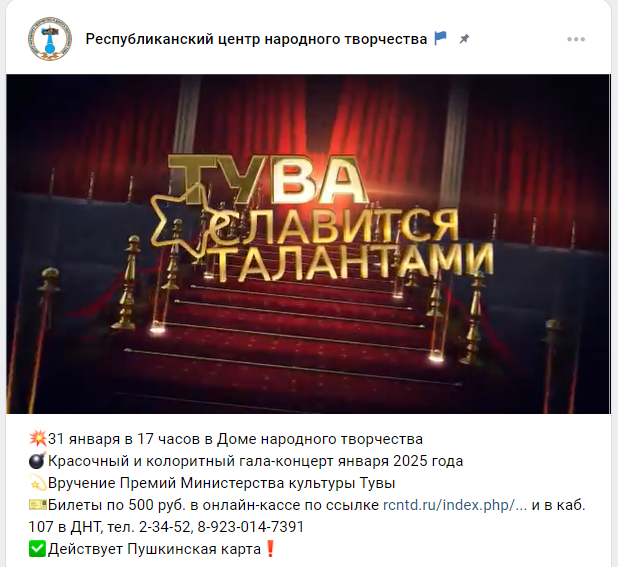 Республиканский центр народного творчества
ТУВА
СЛАВИТСЯ
ТАЛАНТАМИ
31 января в 17 часов в Доме народного творчества
Красочный и колоритный гала-концерт января 2025 года
Вручение Премий Министерства культуры Тувы
Билеты по 500 руб. в онлайн-кассе по ссылке rcntd.ru/index.php/... и в каб.
107 в ДНТ, тел. 2-34-52, 8-923-014-7391
Действует Пушкинская карта❗